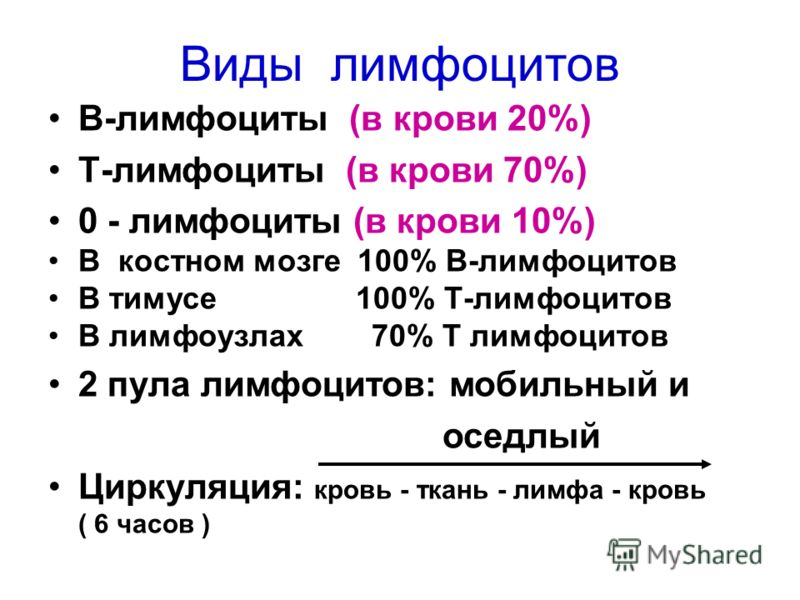 Виды лимфоцитов
• В-лимфоциты (в крови 20%)
• Т-лимфоциты (в крови 70%)
• 0 - лимфоциты (в крови 10%)
• В костном мозге 100% В-лимфоцитов
• В тимусе 100% Т-лимфоцитов
• В лимфоузлах 70% Т лимфоцитов
• 2 пула лимфоцитов: мобильный и
оседлый
• Циркуляция: кровь - ткань - лимфа - кровь
( 6 часов )
MyShared